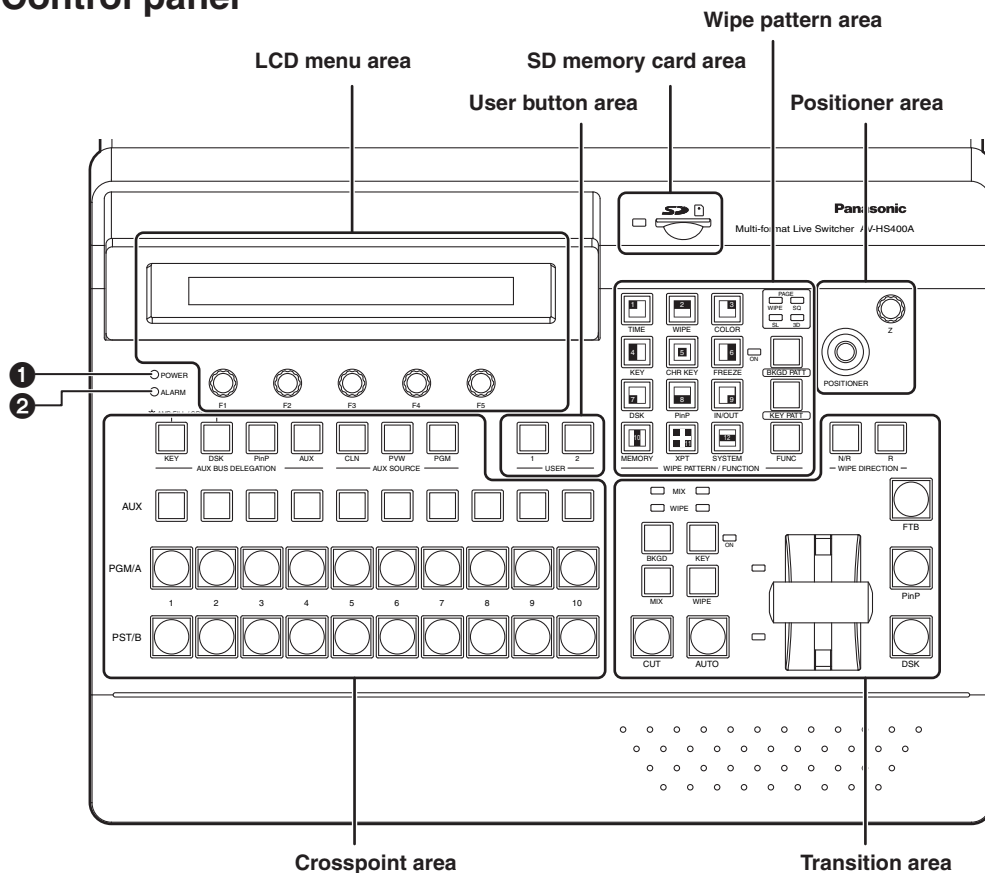 Control panel
Wipe pattern area
LCD menu area
SD memory card area
User button area
Positioner area
SD
Panasonic
Multi-format Live Switcher AV-HS400A
PAGE
WIPE SQ
SL 3D
1 2 3
TIME WIPE COLOR
Z
4 5 6
ON
KEY CHR KEY FREEZE
BKGD PATT
POSITIONER
1 POWER
2 ALARM
F1 F2 F3 F4 F5
7 8 9
DSK PinP IN/OUT
KEY PATT
10 11 12
MEMORY XPT SYSTEM FUNC
WIPE PATTERN / FUNCTION
N/R R
WIPE DIRECTION
KEY DSK PinP AUX CLN PVW PGM
AUX BUS DELEGATION AUX SOURCE
1 2
USER
MIX
WIPE
AUX
FTB
ON
BKGD KEY
PGM/A
MIX WIPE
PinP
1 2 3 4 5 6 7 8 9 10
PST/B
CUT AUTO
DSK
Crosspoint area
Transition area